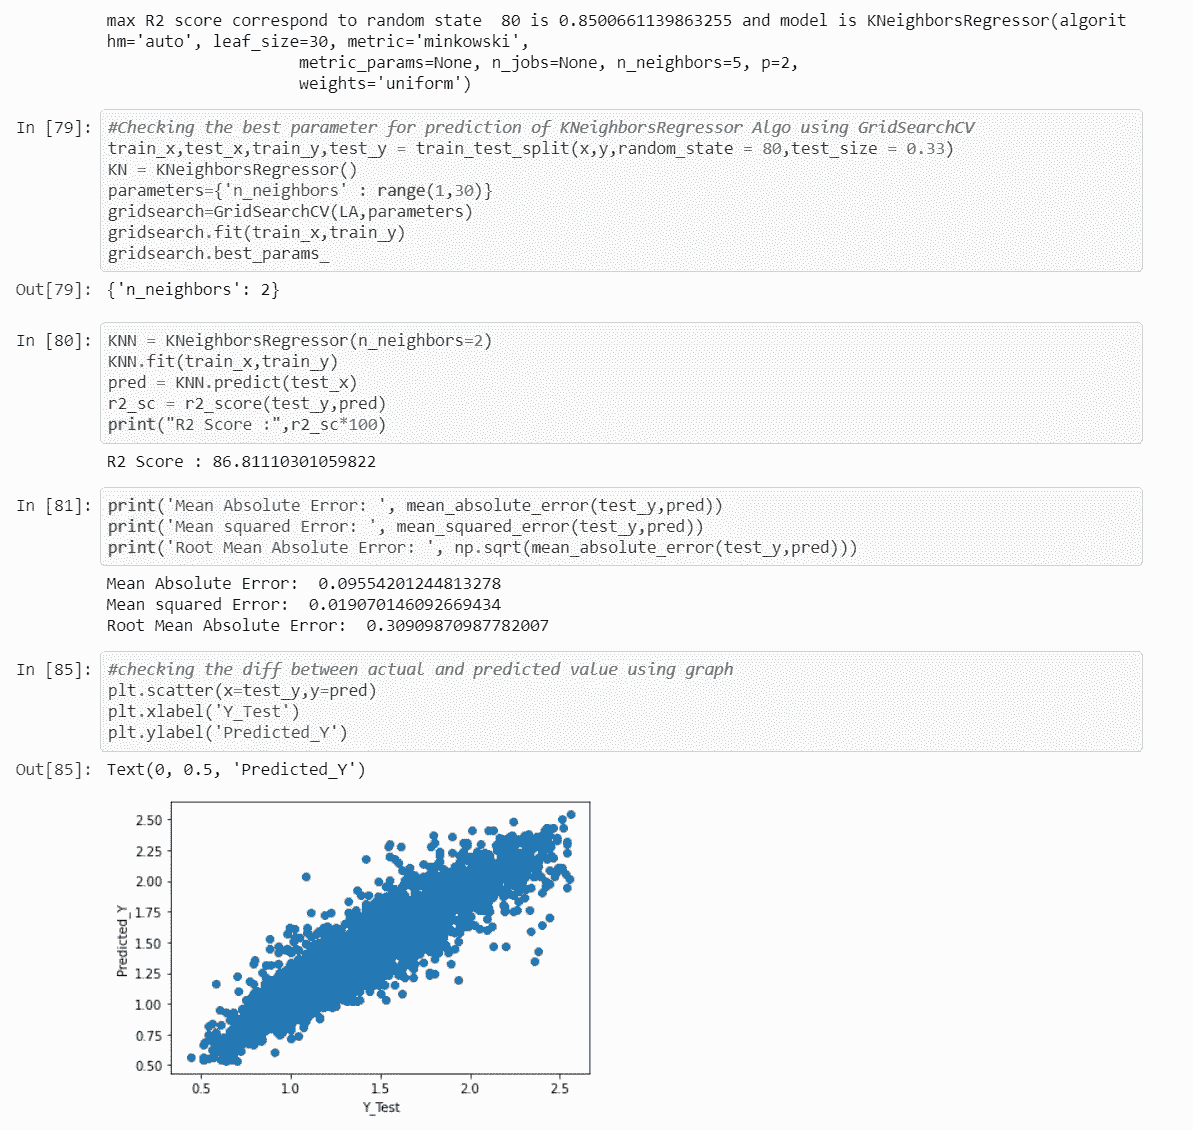 max R2 score correspond to random state  80 is 0.8500661139863255 and model is KNeighborsRegressor(algorit
hm='auto', leaf_size=30, metric='minkowski',
metric_params=None, n_jobs=None, n_neighbors=5, p=2,
weights='uniform')
In [79]: #Checking the best parameter for prediction of KNeighborsRegressor Algo using GridSearchCV
train_x,test_x,train_y,test_y = train_test_split(x,y,random_state = 80,test_size = 0.33)
KN = KNeighborsRegressor()
parameters={'n_neighbors' : range(1,30)}
gridsearch=GridSearchCV(LA,parameters)
gridsearch.fit(train_x,train_y)
gridsearch.best_params_
Out[79]: {'n_neighbors': 2}
In [80]: KNN = KNeighborsRegressor(n_neighbors=2)
KNN.fit(train_x,train_y)
pred = KNN.predict(test_x)
r2_sc = r2_score(test_y,pred)
print("R2 Score :",r2_sc*100)
R2 Score : 86.81110301059822
In [81]: print('Mean Absolute Error: ', mean_absolute_error(test_y,pred))
print('Mean squared Error: ', mean_squared_error(test_y,pred))
print('Root Mean Absolute Error: ', np.sqrt(mean_absolute_error(test_y,pred)))
Mean Absolute Error:  0.09554201244813278
Mean squared Error:  0.019070146092669434
Root Mean Absolute Error:  0.30909870987782007
In [85]: #checking the diff between actual and predicted value using graph
plt.scatter(x=test_y,y=pred)
plt.xlabel('Y_Test')
plt.ylabel('Predicted_Y')
Out[85]: Text(0, 0.5, 'Predicted_Y')
2.50
2.25
2.00
1.75
1.50
1.25
1.00
0.75
0.50
Predicted_Y
0.5 1.0 1.5 2.0 2.5
Y_Test